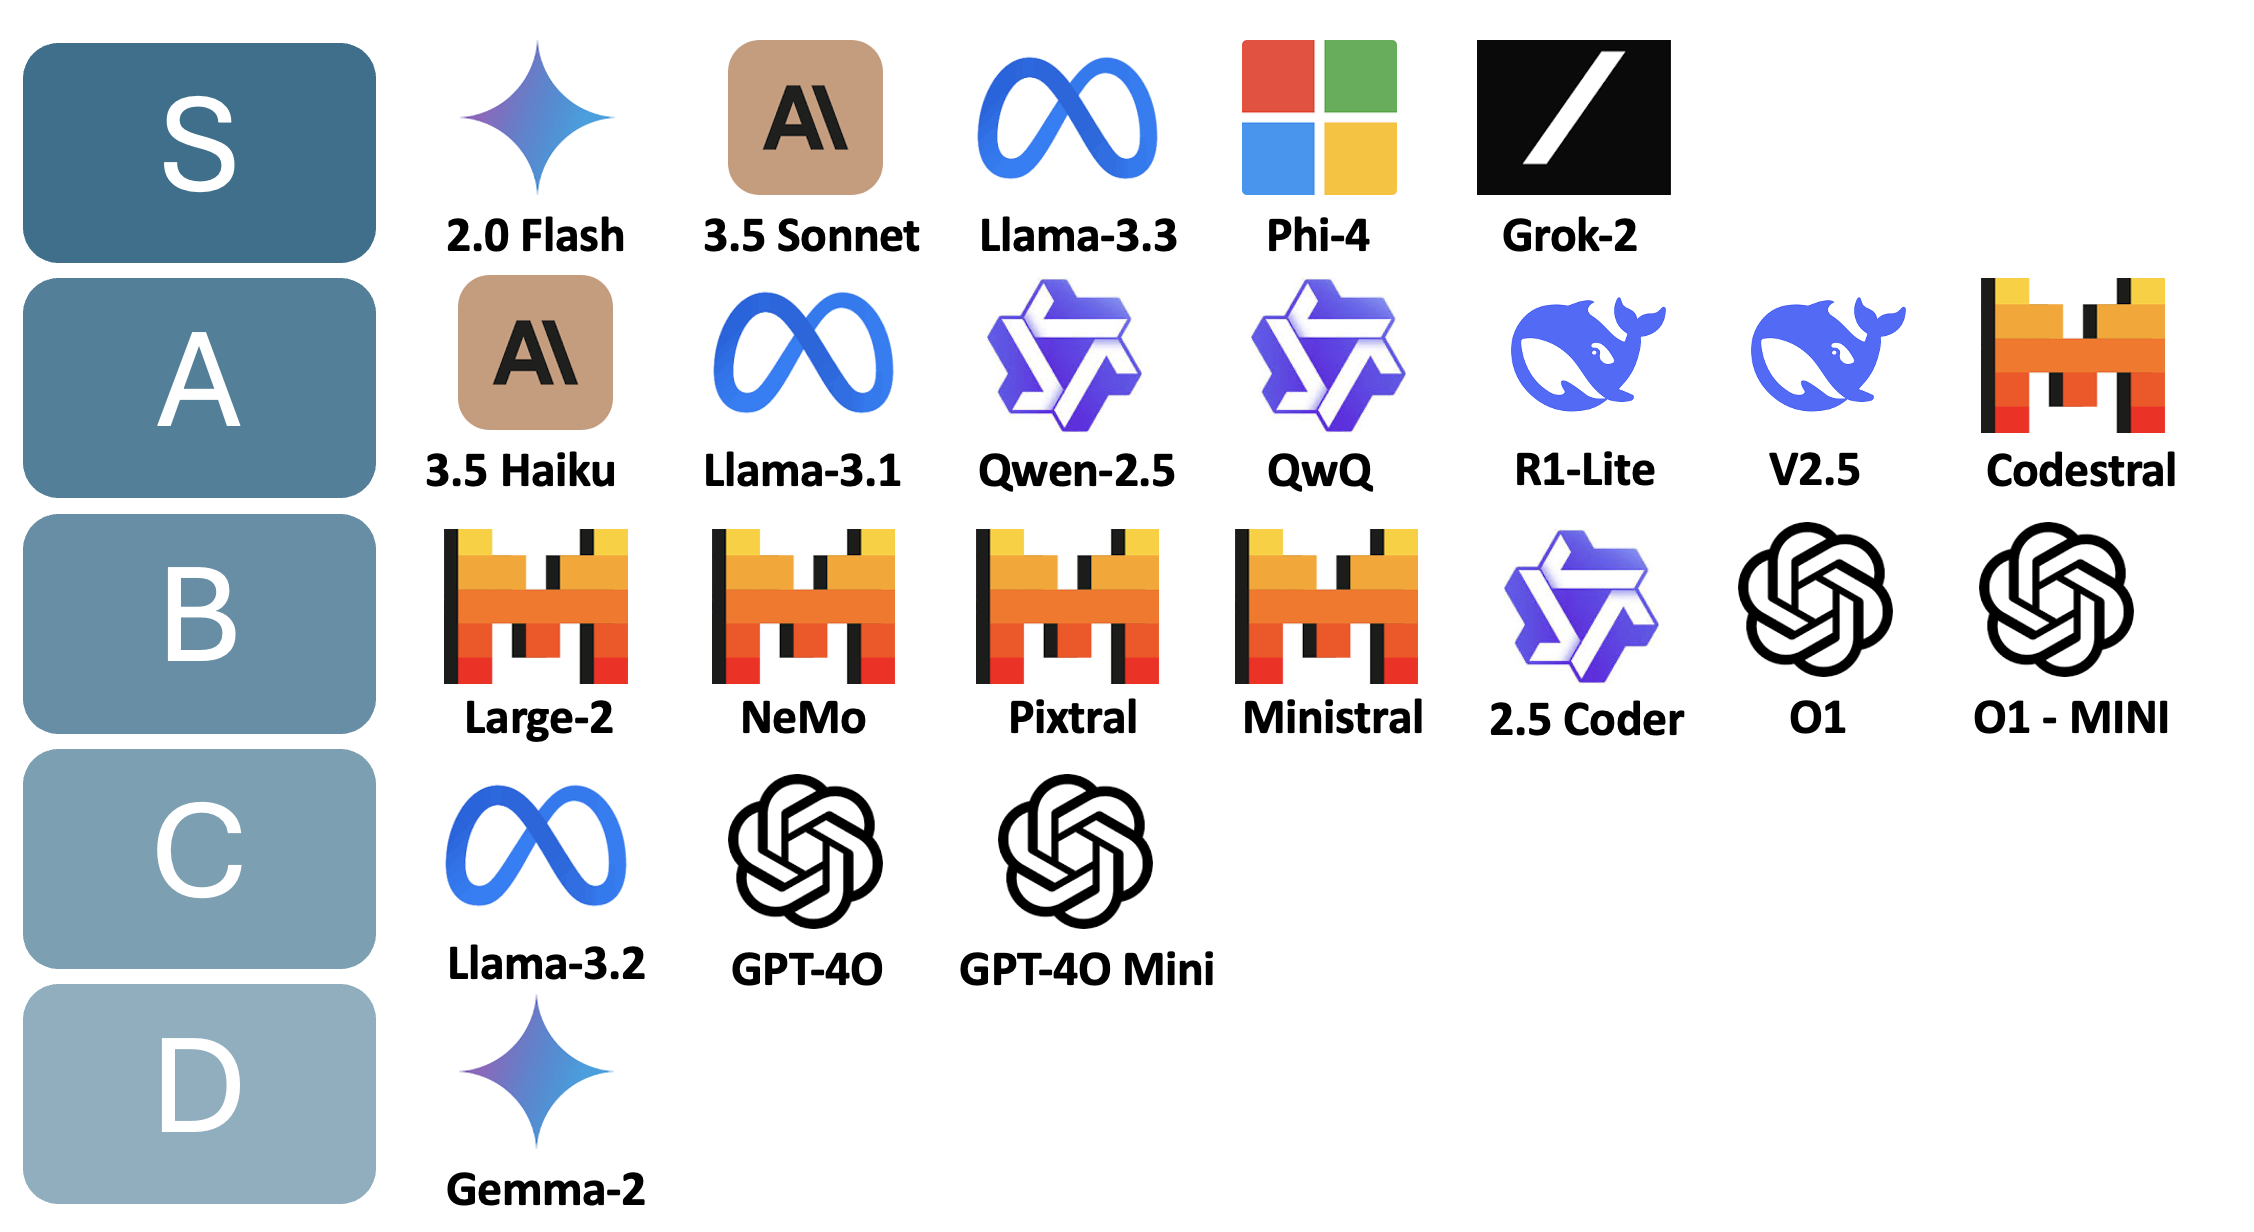 S
2.0 Flash 3.5 Sonnet Llama-3.3 Phi-4 Grok-2
A
3.5 Haiku Llama-3.1 Qwen-2.5 QwQ R1-Lite V2.5 Codestral
B
Large-2 NeMo Pixtral Ministral 2.5 Coder O1 O1 - MINI
C
Llama-3.2 GPT-4O GPT-4O Mini
D
Gemma-2